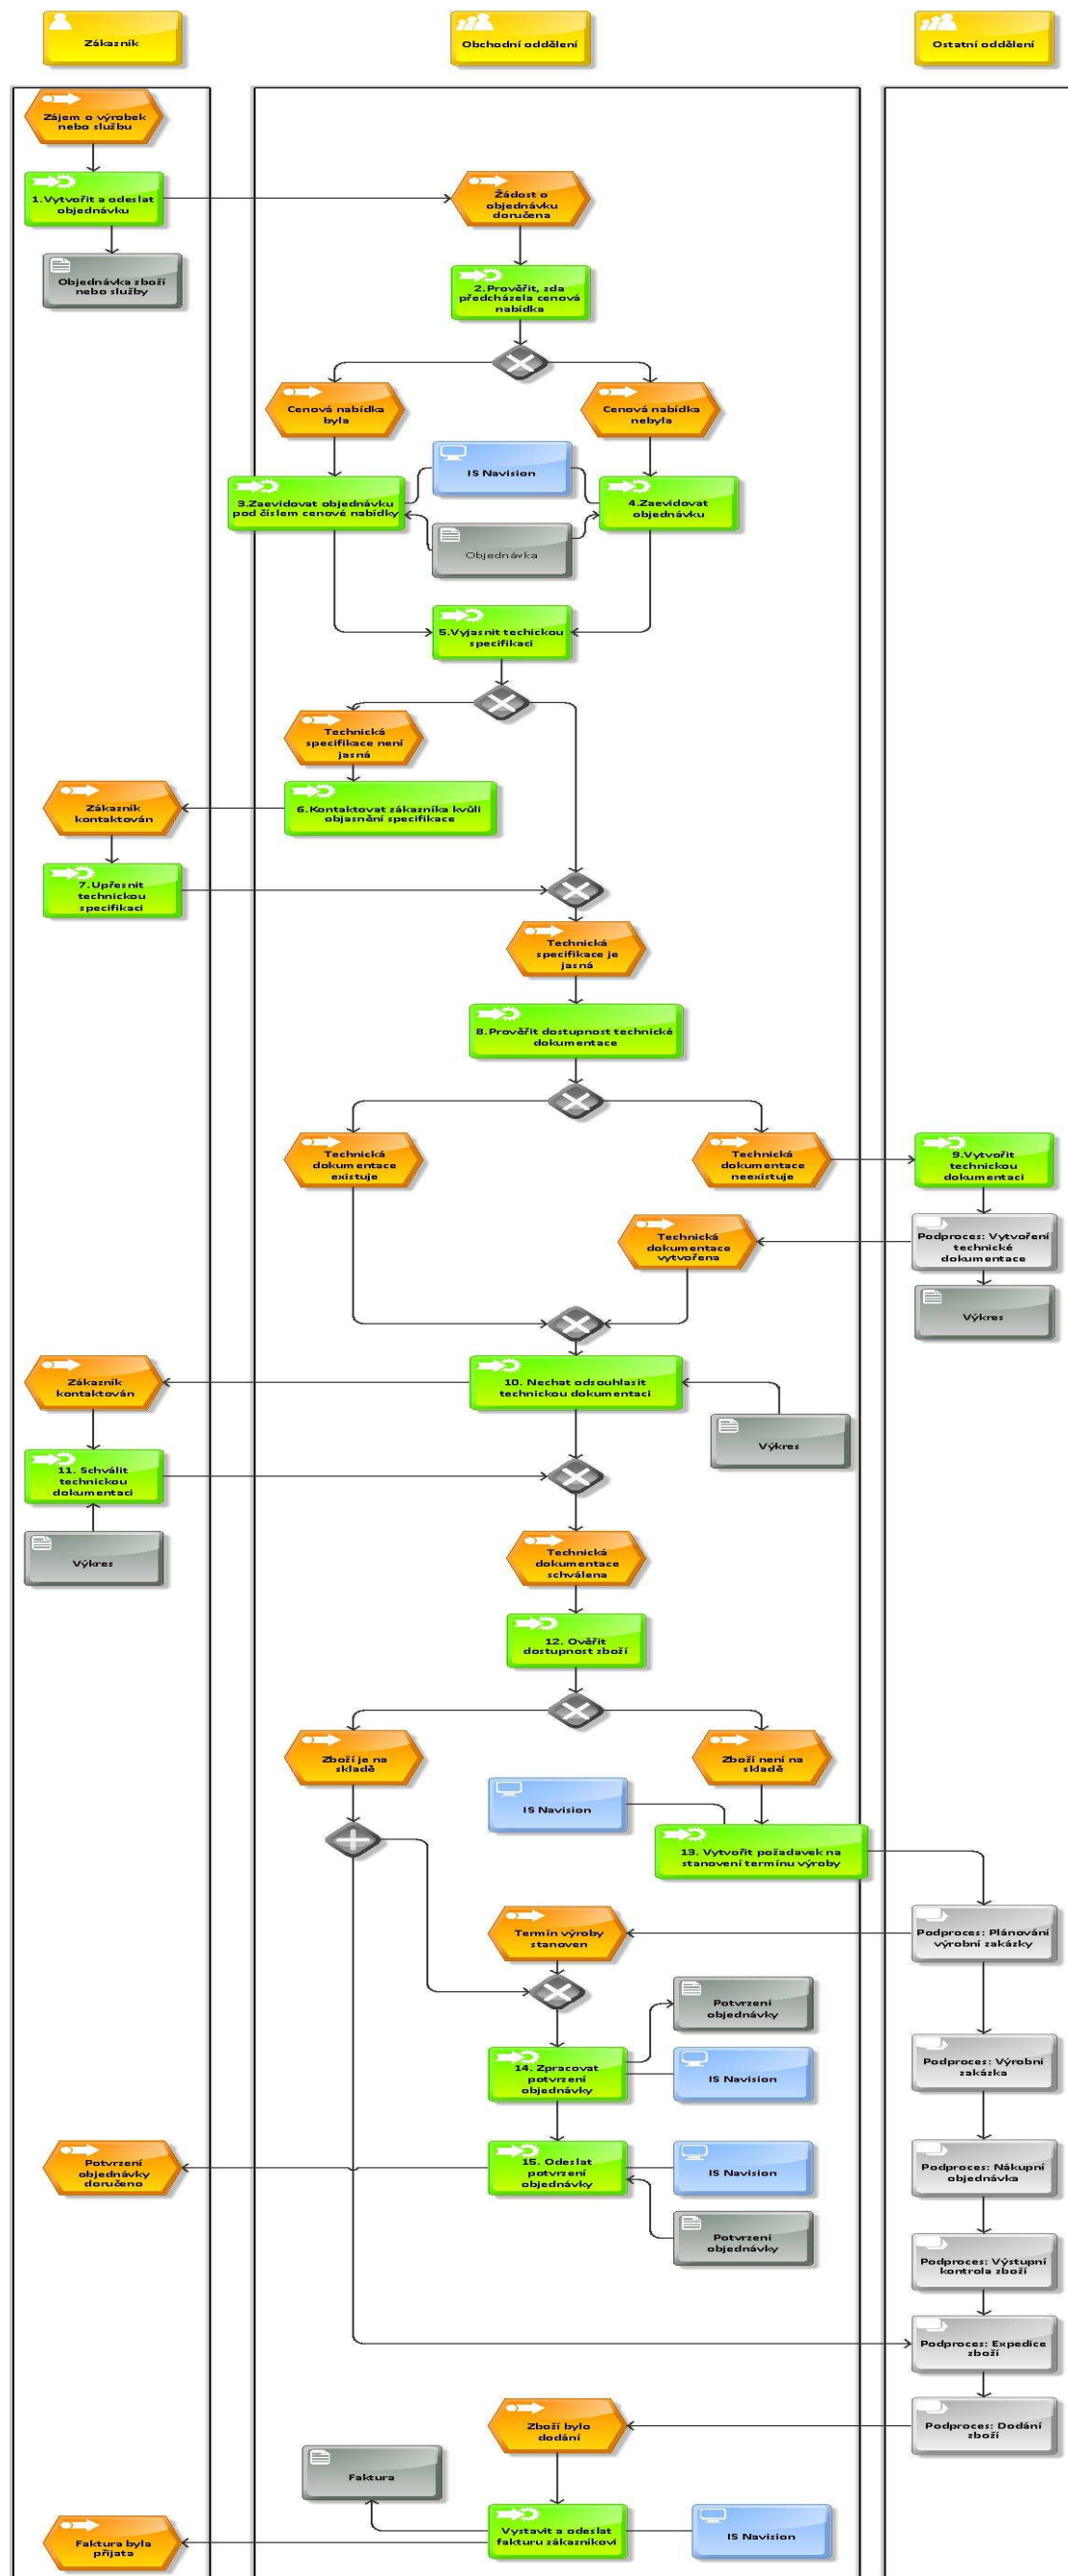 Zákazník
Obchodní oddělení
Ostatní oddělení
Zájem o výrobek
nebo službu
1.Vytvořit a odeslat
objednávku
Žádost o
objednávku
doručena
Objednávka zboží
nebo služby
2.Prověřit, zda
předcházela cenová
nabídka
Cenová nabídka
byla
Cenová nabídka
nebyla
IS Navision
3.Zaevidovat objednávku
pod číslem cenové nabídky
4.Zaevidovat
objednávku
Objednávka
5.Vyjasnit techickou
specifikaci
Technická
specifikace není
jasná
6.Kontaktovat zákazníka kvůli
objasnění specifikace
Zákazník
kontaktován
7.Upřesnit
technickou
specifikaci
Technická
specifikace je
jasná
8.Prověřit dostupnost technické
dokumentace
Technická
dokumentace
existuje
Technická
dokumentace
neexistuje
9.Vytvořit
technickou
dokumentaci
Technická
dokumentace
vytvořena
Podproces: Vytvoření
technické
dokumentace
Výkres
Zákazník
kontaktován
10. Nechat odsouhlasit
technickou dokumentaci
Výkres
11. Schválit
technickou
dokumentaci
Výkres
Technická
dokumentace
schválena
12. Ověřit
dostupnost zboží
Zboží je na
skladě
Zboží není na
skladě
IS Navision
13. Vytvořit požadavek na
stanovení termínu výroby
Termín výroby
stanoven
Podproces: Plánování
výrobní zakázky
Potvrzení
objednávky
14. Zpracovat
potvrzení
objednávky
IS Navision
Podproces: Výrobní
zakázka
Potvrzení
objednávky
doručeno
15. Odeslat
potvrzení
objednávky
IS Navision
Podproces: Nákupní
objednávka
Potvrzení
objednávky
Podproces: Výstupní
kontrola zboží
Podproces: Expedice
zboží
Zboží bylo
dodání
Podproces: Dodání
zboží
Faktura
Vystavit a odeslat
fakturu zákazníkovi
IS Navision
Faktura byla
přijata